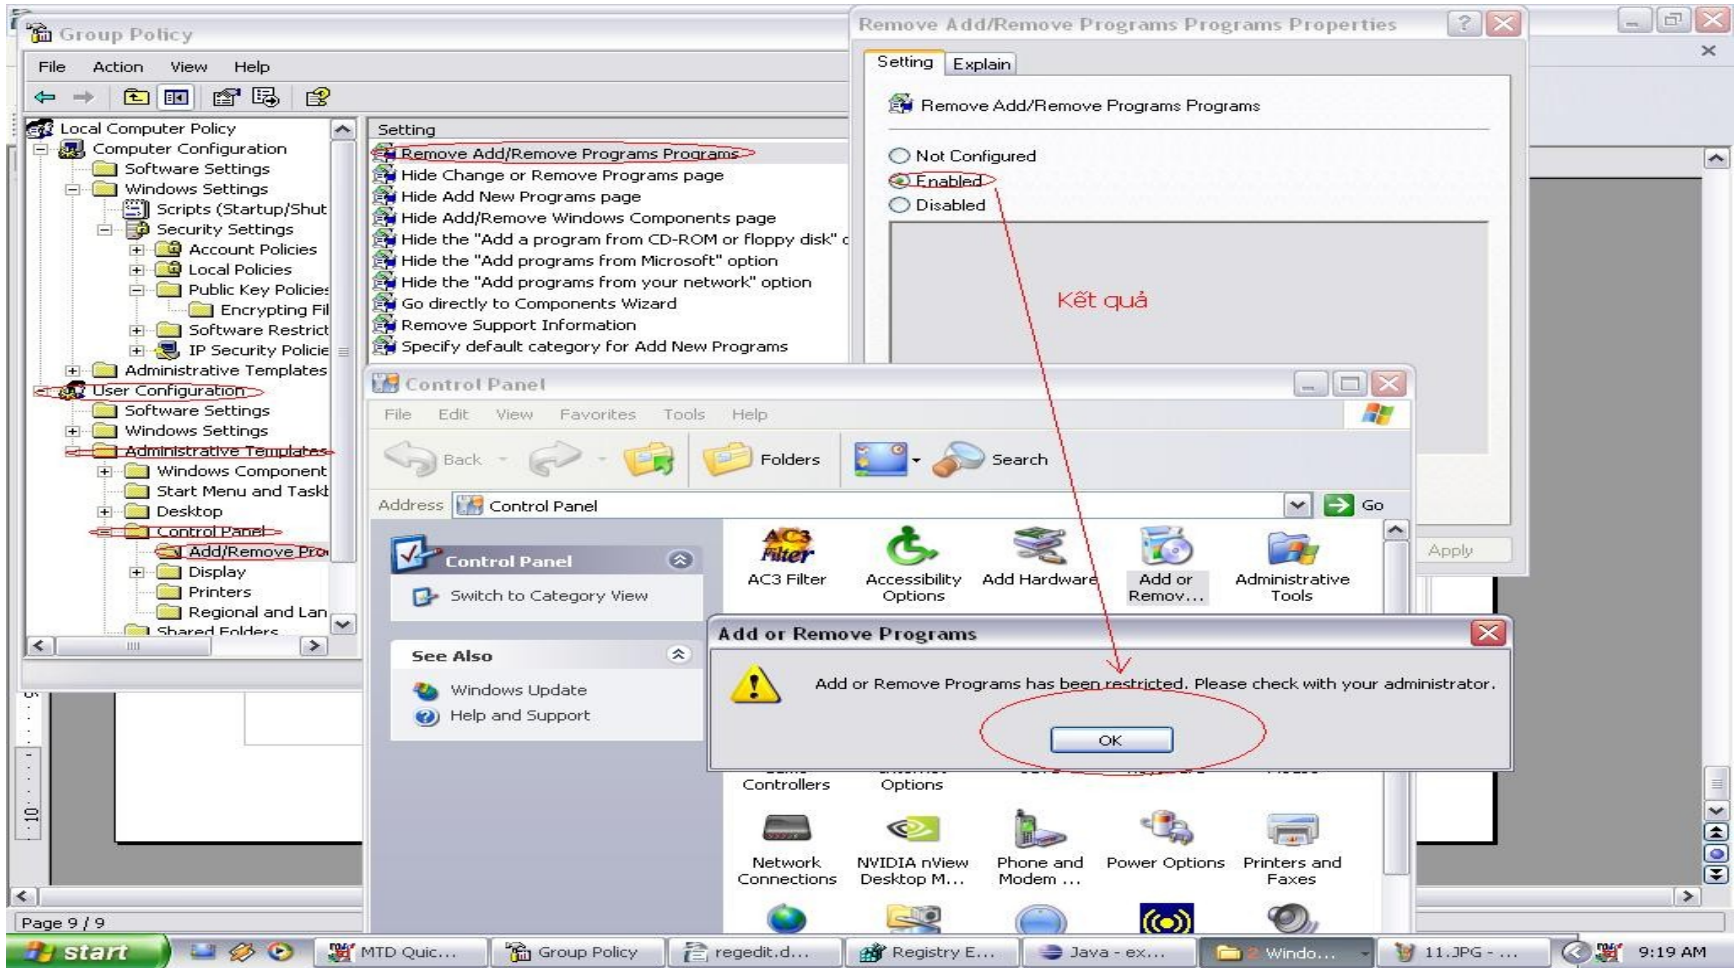 Group Policy
File Action View Help
Local Computer Policy
Computer Configuration
Software Settings
Windows Settings
Scripts (Startup/Shut
Security Settings
Account Policies
Local Policies
Public Key Policies
Encrypting Fil
Software Restrict
IP Security Policie
Administrative Templates
User Configuration
Software Settings
Windows Settings
Administrative Templates
Windows Component
Start Menu and Taskb
Desktop
Control Panel
Add/Remove Pro
Display
Printers
Regional and Lan
Shared Folders
Setting
Remove Add/Remove Programs Programs
Hide Change or Remove Programs page
Hide Add New Programs page
Hide Add/Remove Windows Components page
Hide the "Add a program from CD-ROM or floppy disk" o
Hide the "Add programs from Microsoft" option
Hide the "Add programs from your network" option
Go directly to Components Wizard
Remove Support Information
Specify default category for Add New Programs
Remove Add/Remove Programs Programs Properties
Setting Explain
Remove Add/Remove Programs Programs
Not Configured
Enabled
Disabled
Kết quả
Apply
Control Panel
File Edit View Favorites Tools Help
Back Folders Search
Address Control Panel Go
Control Panel
Switch to Category View
See Also
Windows Update
Help and Support
AC3 Filter
AC3 Filter
Accessibility Options
Add Hardware
Add or Remov...
Administrative Tools
Add or Remove Programs
Add or Remove Programs has been restricted. Please check with your administrator.
OK
Controllers
Options
Network Connections
NVIDIA nView Desktop M...
Phone and Modem ...
Power Options
Printers and Faxes
10
Page 9 / 9
start
MTD Quic...
Group Policy
regedit.d...
Registry E...
Java - ex...
2 Windo...
11.JPG - ...
9:19 AM